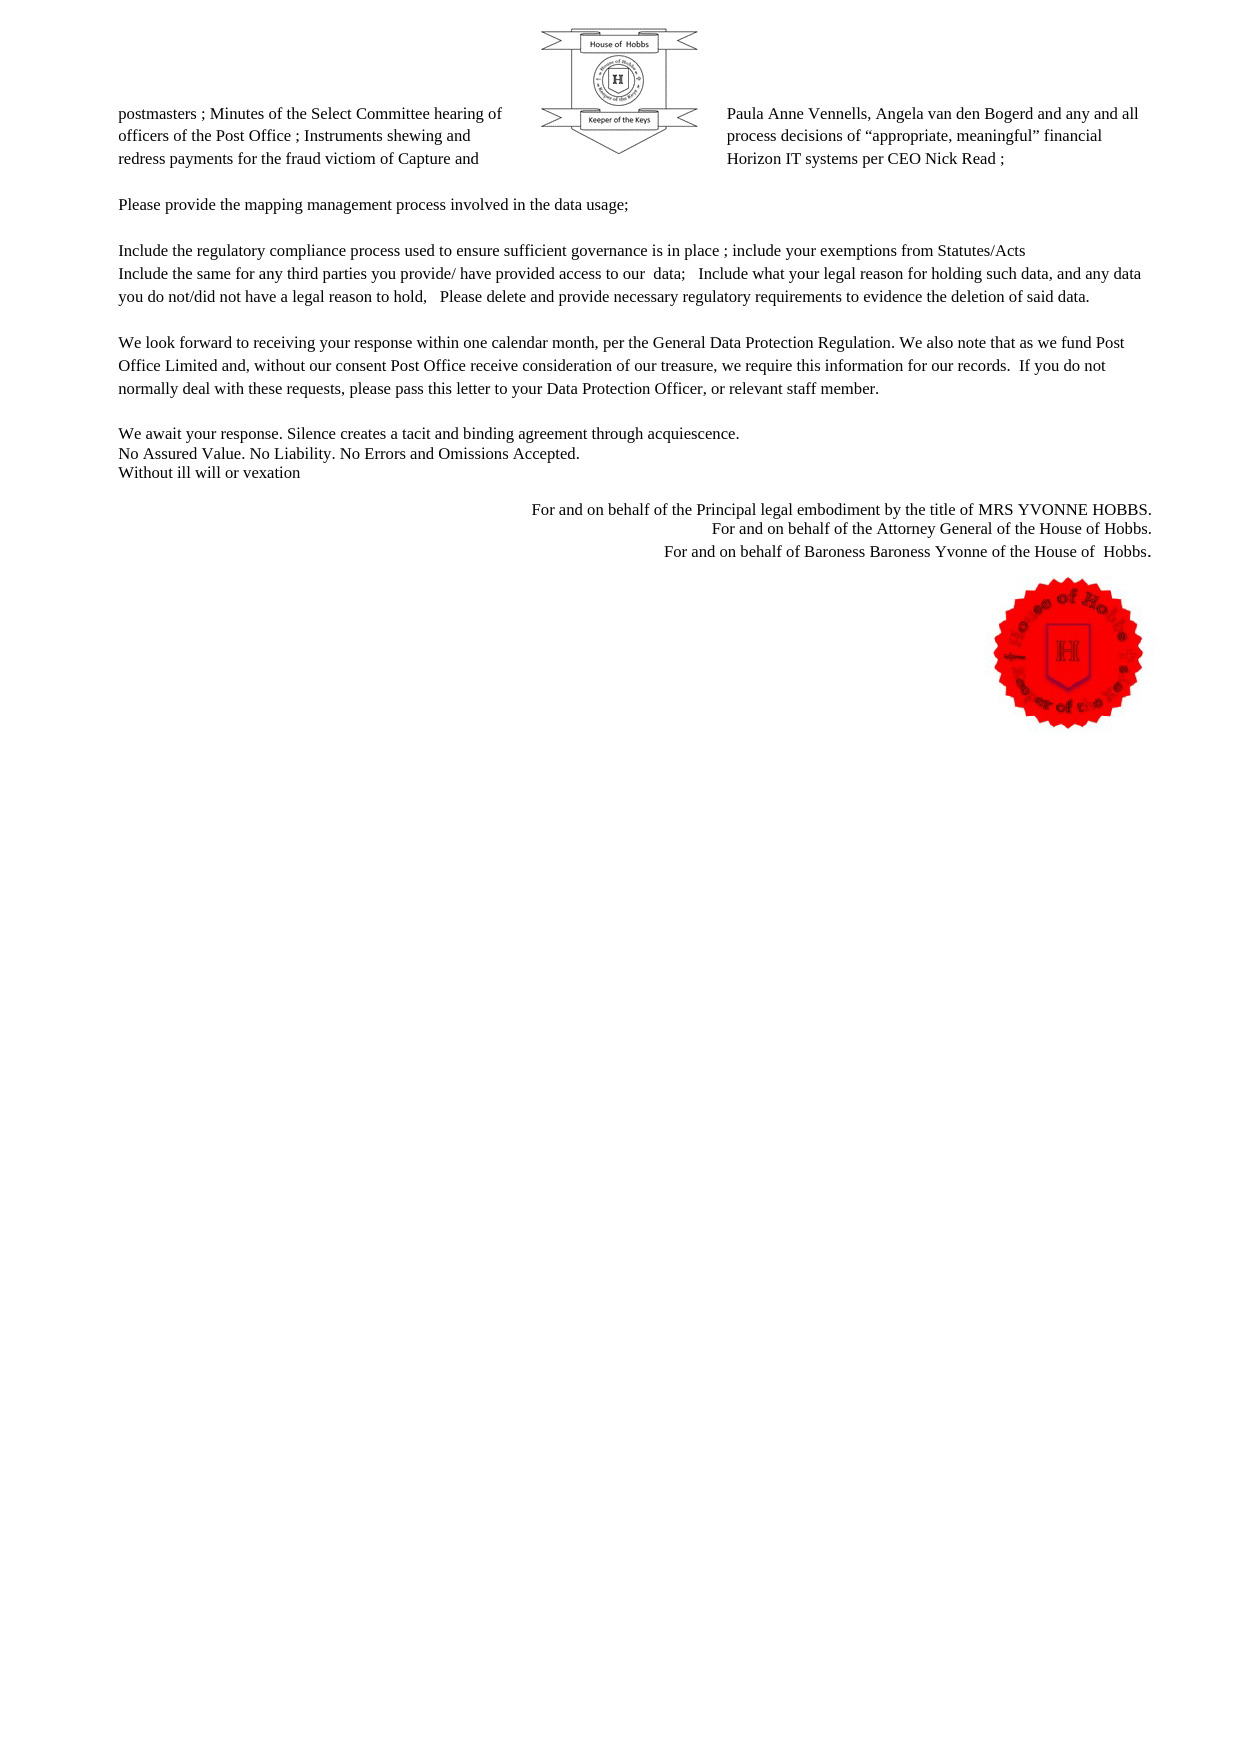 House of Hobbs
House of Hobbs
H
Keeper of the Keys
Keeper of the Keys
postmasters ; Minutes of the Select Committee hearing of Paula Anne Vennells, Angela van den Bogerd and any and all
officers of the Post Office ; Instruments shewing and process decisions of “appropriate, meaningful” financial
redress payments for the fraud victiom of Capture and Horizon IT systems per CEO Nick Read ;
Please provide the mapping management process involved in the data usage;
Include the regulatory compliance process used to ensure sufficient governance is in place ; include your exemptions from Statutes/Acts
Include the same for any third parties you provide/ have provided access to our data; Include what your legal reason for holding such data, and any data
you do not/did not have a legal reason to hold, Please delete and provide necessary regulatory requirements to evidence the deletion of said data.
We look forward to receiving your response within one calendar month, per the General Data Protection Regulation. We also note that as we fund Post
Office Limited and, without our consent Post Office receive consideration of our treasure, we require this information for our records. If you do not
normally deal with these requests, please pass this letter to your Data Protection Officer, or relevant staff member.
We await your response. Silence creates a tacit and binding agreement through acquiescence.
No Assured Value. No Liability. No Errors and Omissions Accepted.
Without ill will or vexation
For and on behalf of the Principal legal embodiment by the title of MRS YVONNE HOBBS.
For and on behalf of the Attorney General of the House of Hobbs.
For and on behalf of Baroness Baroness Yvonne of the House of Hobbs.
House of Hobbs
H
Keeper of the Keys